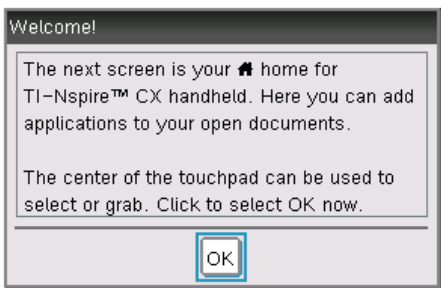 Welcome!
The next screen is your home for
TI-Nspire™ CX handheld. Here you can add
applications to your open documents.
The center of the touchpad can be used to
select or grab. Click to select OK now.
OK